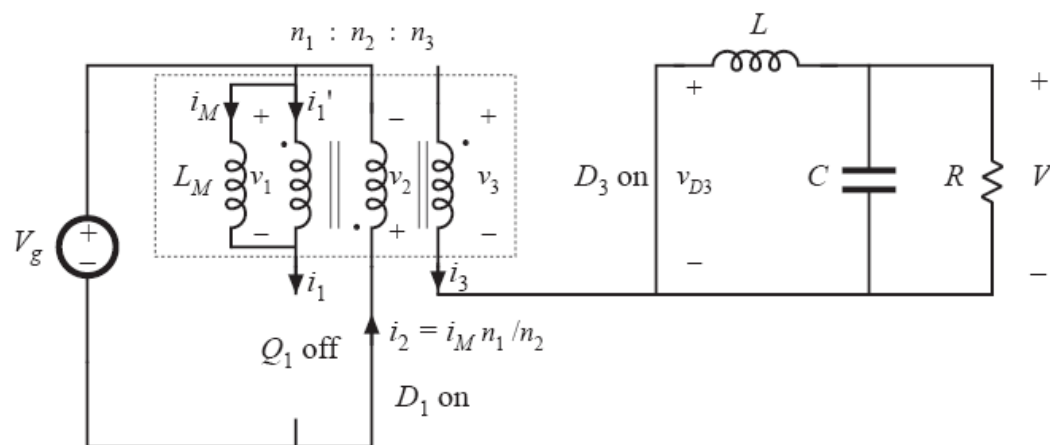 n1 : n2 : n3
L
iM
+
i1'
−
+
+
+
LM
v1
v2
v3
D3 on
vD3
C
R
V
Vg
+
−
−
+
−
−
−
i1
i3
Q1 off
i2 = iM n1 /n2
D1 on